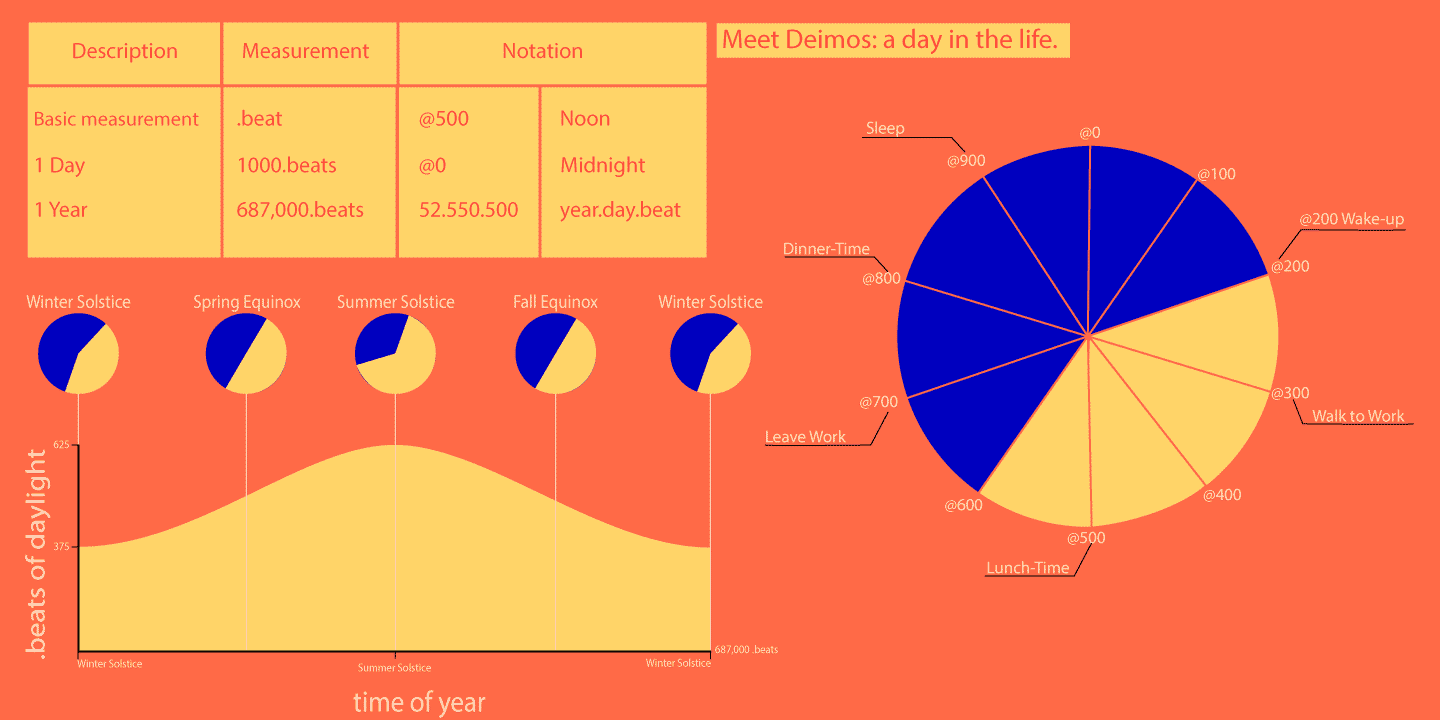 Description Measurement Notation
Basic measurement .beat @500 Noon
1 Day 1000.beats @0 Midnight
1 Year 687,000.beats 52.550.500 year.day.beat
Meet Deimos: a day in the life.
Winter Solstice Spring Equinox Summer Solstice Fall Equinox Winter Solstice
.beats of daylight
625
375
Winter Solstice Summer Solstice Winter Solstice
687,000 .beats
time of year
@0
@100
@200 Wake-up
@200
@300
Walk to Work
@400
@500
Lunch-Time
@600
@700
Leave Work
@800
Dinner-Time
@900
Sleep